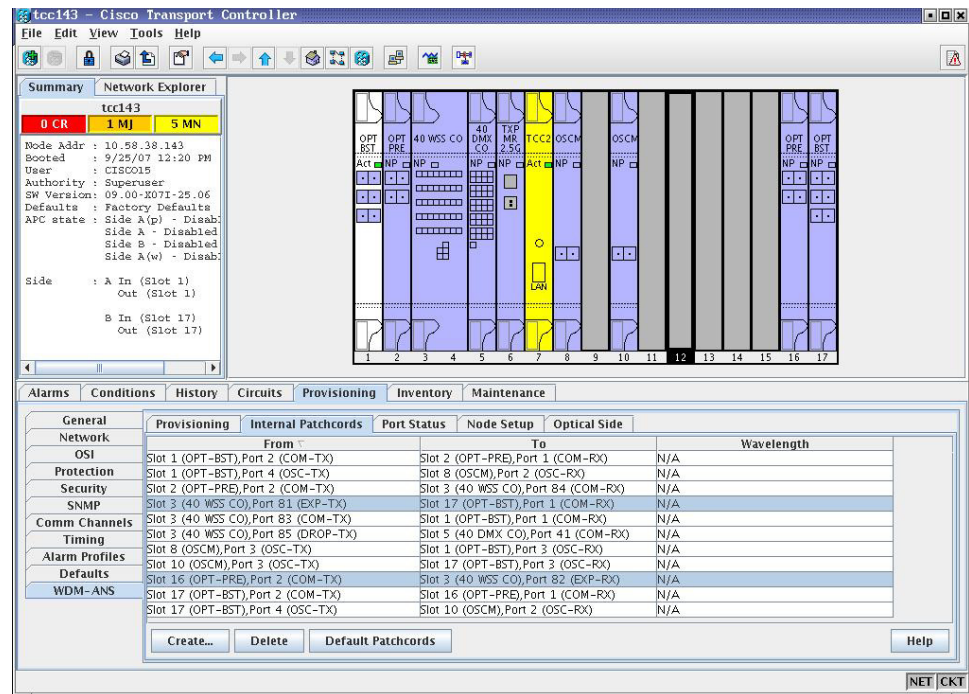 tcc143 – Cisco Transport Controller
File Edit View Tools Help
Summary Network Explorer
tcc143
0 CR 1 MJ 5 MN
Node Addr : 10.58.38.143
Booted : 9/25/07 12:20 PM
User : CISCO15
Authority : Superuser
SW Version: 09.00-X07I-25.06
Defaults : Factory Defaults
APC state : Side A(p) - Disabl
Side A - Disabled
Side B - Disabled
Side A(w) - Disabl
Side : A In (Slot 1)
Out (Slot 1)
B In (Slot 17)
Out (Slot 17)
OPT BST OPT PRE 40 WSS CO 40 DMX CO TXP MR 2.5G TCC2 OSCM OSCM OPT PRE OPT BST
Act NP NP NP NP Act NP NP NP NP
LAN
1 2 3 4 5 6 7 8 9 10 11 12 13 14 15 16 17
Alarms Conditions History Circuits Provisioning Inventory Maintenance
General
Network
OSI
Protection
Security
SNMP
Comm Channels
Timing
Alarm Profiles
Defaults
WDM-ANS
Provisioning Internal Patchcords Port Status Node Setup Optical Side
From To Wavelength
Slot 1 (OPT-BST),Port 2 (COM-TX) Slot 2 (OPT-PRE),Port 1 (COM-RX) N/A
Slot 1 (OPT-BST),Port 4 (OSC-TX) Slot 8 (OSCM),Port 2 (OSC-RX) N/A
Slot 2 (OPT-PRE),Port 2 (COM-TX) Slot 3 (40 WSS CO),Port 84 (COM-RX) N/A
Slot 3 (40 WSS CO),Port 81 (EXP-TX) Slot 17 (OPT-BST),Port 1 (COM-RX) N/A
Slot 3 (40 WSS CO),Port 83 (COM-TX) Slot 1 (OPT-BST),Port 1 (COM-RX) N/A
Slot 3 (40 WSS CO),Port 85 (DROP-TX) Slot 5 (40 DMX CO),Port 41 (COM-RX) N/A
Slot 8 (OSCM),Port 3 (OSC-TX) Slot 1 (OPT-BST),Port 3 (OSC-RX) N/A
Slot 10 (OSCM),Port 3 (OSC-TX) Slot 17 (OPT-BST),Port 3 (OSC-RX) N/A
Slot 16 (OPT-PRE),Port 2 (COM-TX) Slot 3 (40 WSS CO),Port 82 (EXP-RX) N/A
Slot 17 (OPT-BST),Port 2 (COM-TX) Slot 16 (OPT-PRE),Port 1 (COM-RX) N/A
Slot 17 (OPT-BST),Port 4 (OSC-TX) Slot 10 (OSCM),Port 2 (OSC-RX) N/A
Create... Delete Default Patchcords Help
NET CKT